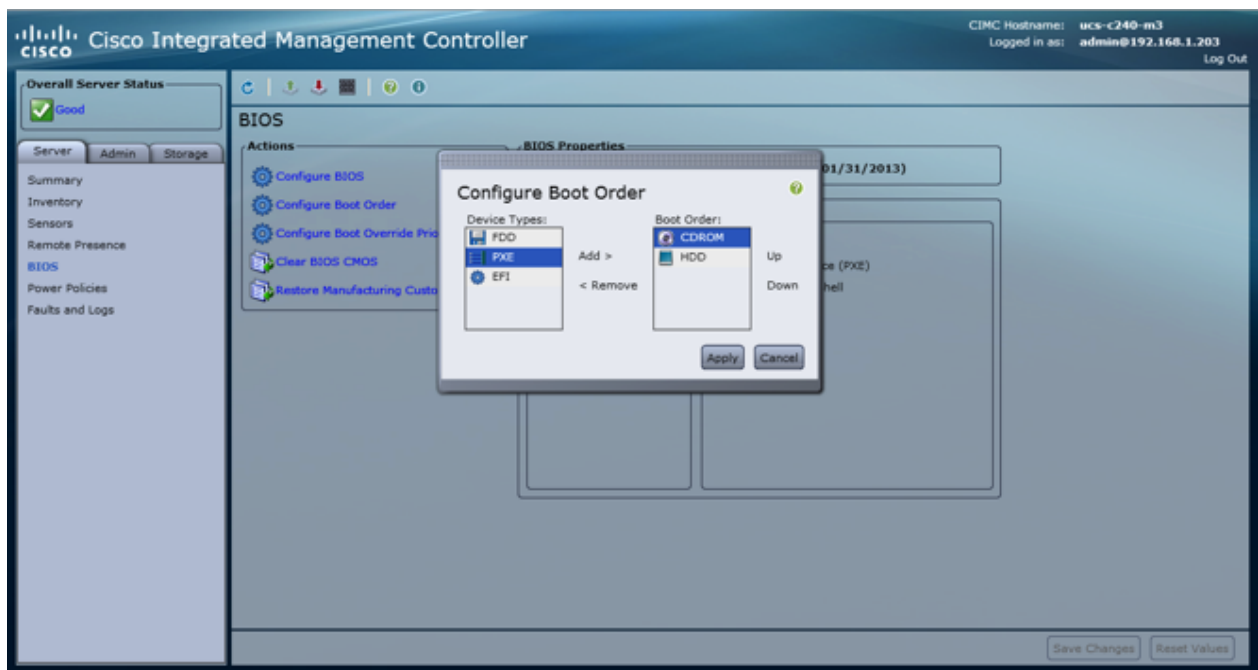 CISCO Cisco Integrated Management Controller
CIMC Hostname: ucs-c240-m3
Logged in as: admin@192.168.1.203
Log Out
Overall Server Status
Good
Server Admin Storage
Summary
Inventory
Sensors
Remote Presence
BIOS
Power Policies
Faults and Logs
BIOS
Actions
Configure BIOS
Configure Boot Order
Configure Boot Override Prio
Clear BIOS CMOS
Restore Manufacturing Custo
BIOS Properties
01/31/2013)
(PXE)
hell
Configure Boot Order
Device Types:
FDD
PXE
EFI
Add >
< Remove
Boot Order:
CDROM
HDD
Up
Down
Apply Cancel
Save Changes Reset Values